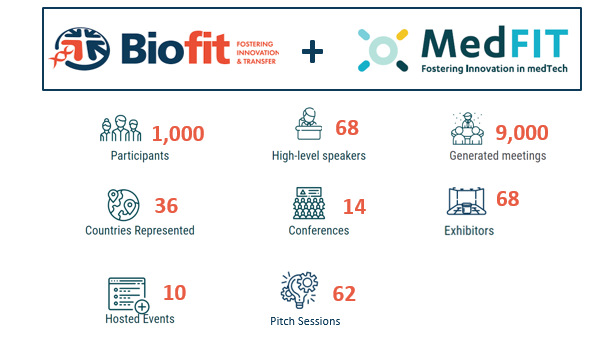 Biofit FOSTERING
INNOVATION
& TRANSFER
+
MedFIT
Fostering Innovation in medTech
1,000
Participants
68
High-level speakers
9,000
Generated meetings
36
Countries Represented
14
Conferences
68
Exhibitors
10
Hosted Events
62
Pitch Sessions